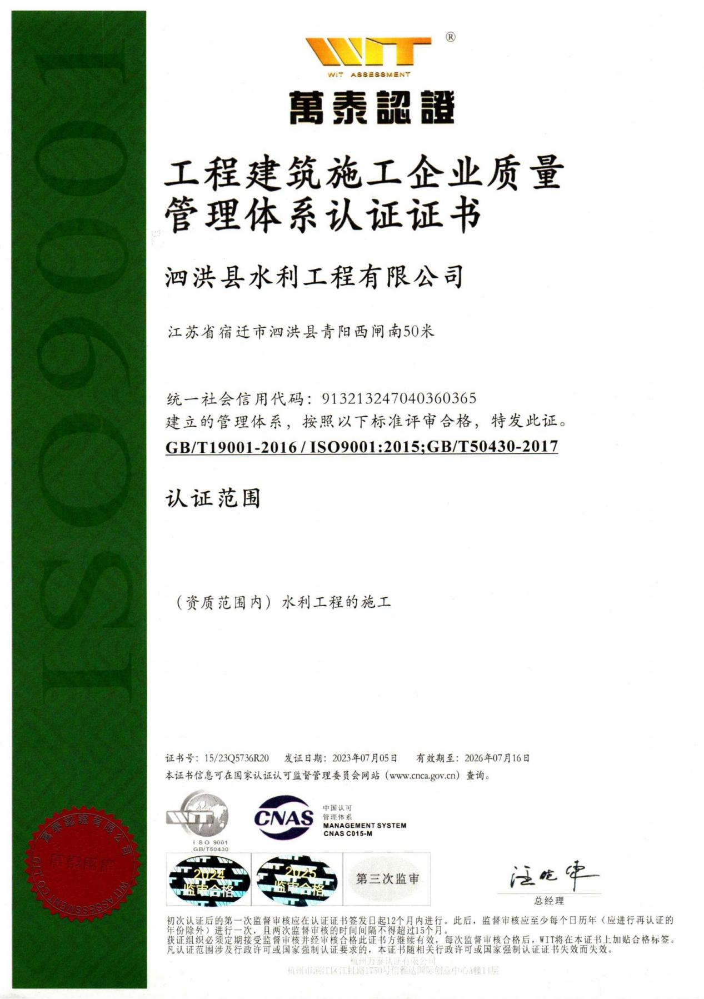 WIT ®
WIT ASSESSMENT
萬泰認證
工程建筑施工企业质量
管理体系认证证书
泗洪县水利工程有限公司
江苏省宿迁市泗洪县青阳西闸南50米
统一社会信用代码：913213247040360365
建立的管理体系，按照以下标准评审合格，特发此证。
GB/T19001-2016 / ISO9001:2015;GB/T50430-2017
认证范围
（资质范围内）水利工程的施工
ISO9001
证书号：15/23Q5736R20 发证日期：2023年07月05日 有效期至：2026年07月16日
本证书信息可在国家认证认可监督管理委员会网站（www.cnca.gov.cn）查询。
WIT
ISO 9001
GB/T50430
CNAS
中国认可
管理体系
MANAGEMENT SYSTEM
CNAS C015-M
萬泰認證有限公司
WIT ASSESSMENT CO., LTD
2024
监审合格
2025
监审合格
第三次监审
总经理
初次认证后的第一次监督审核应在认证证书签发日起12个月内进行。此后，监督审核应至少每个日历年（应进行再认证的
年份除外）进行一次，且两次监督审核的时间间隔不得超过15个月。
获证组织必须定期接受监督审核并经审核合格此证书方继续有效，每次监督审核合格后，WIT将在本证书上加贴合格标签。
凡认证范围涉及行政许可或国家强制认证要求的，本证书随相关行政许可或国家强制认证证书失效而失效。
杭州万泰认证有限公司
杭州市滨江区江虹路1750号信雅达国际创意中心A幢11层